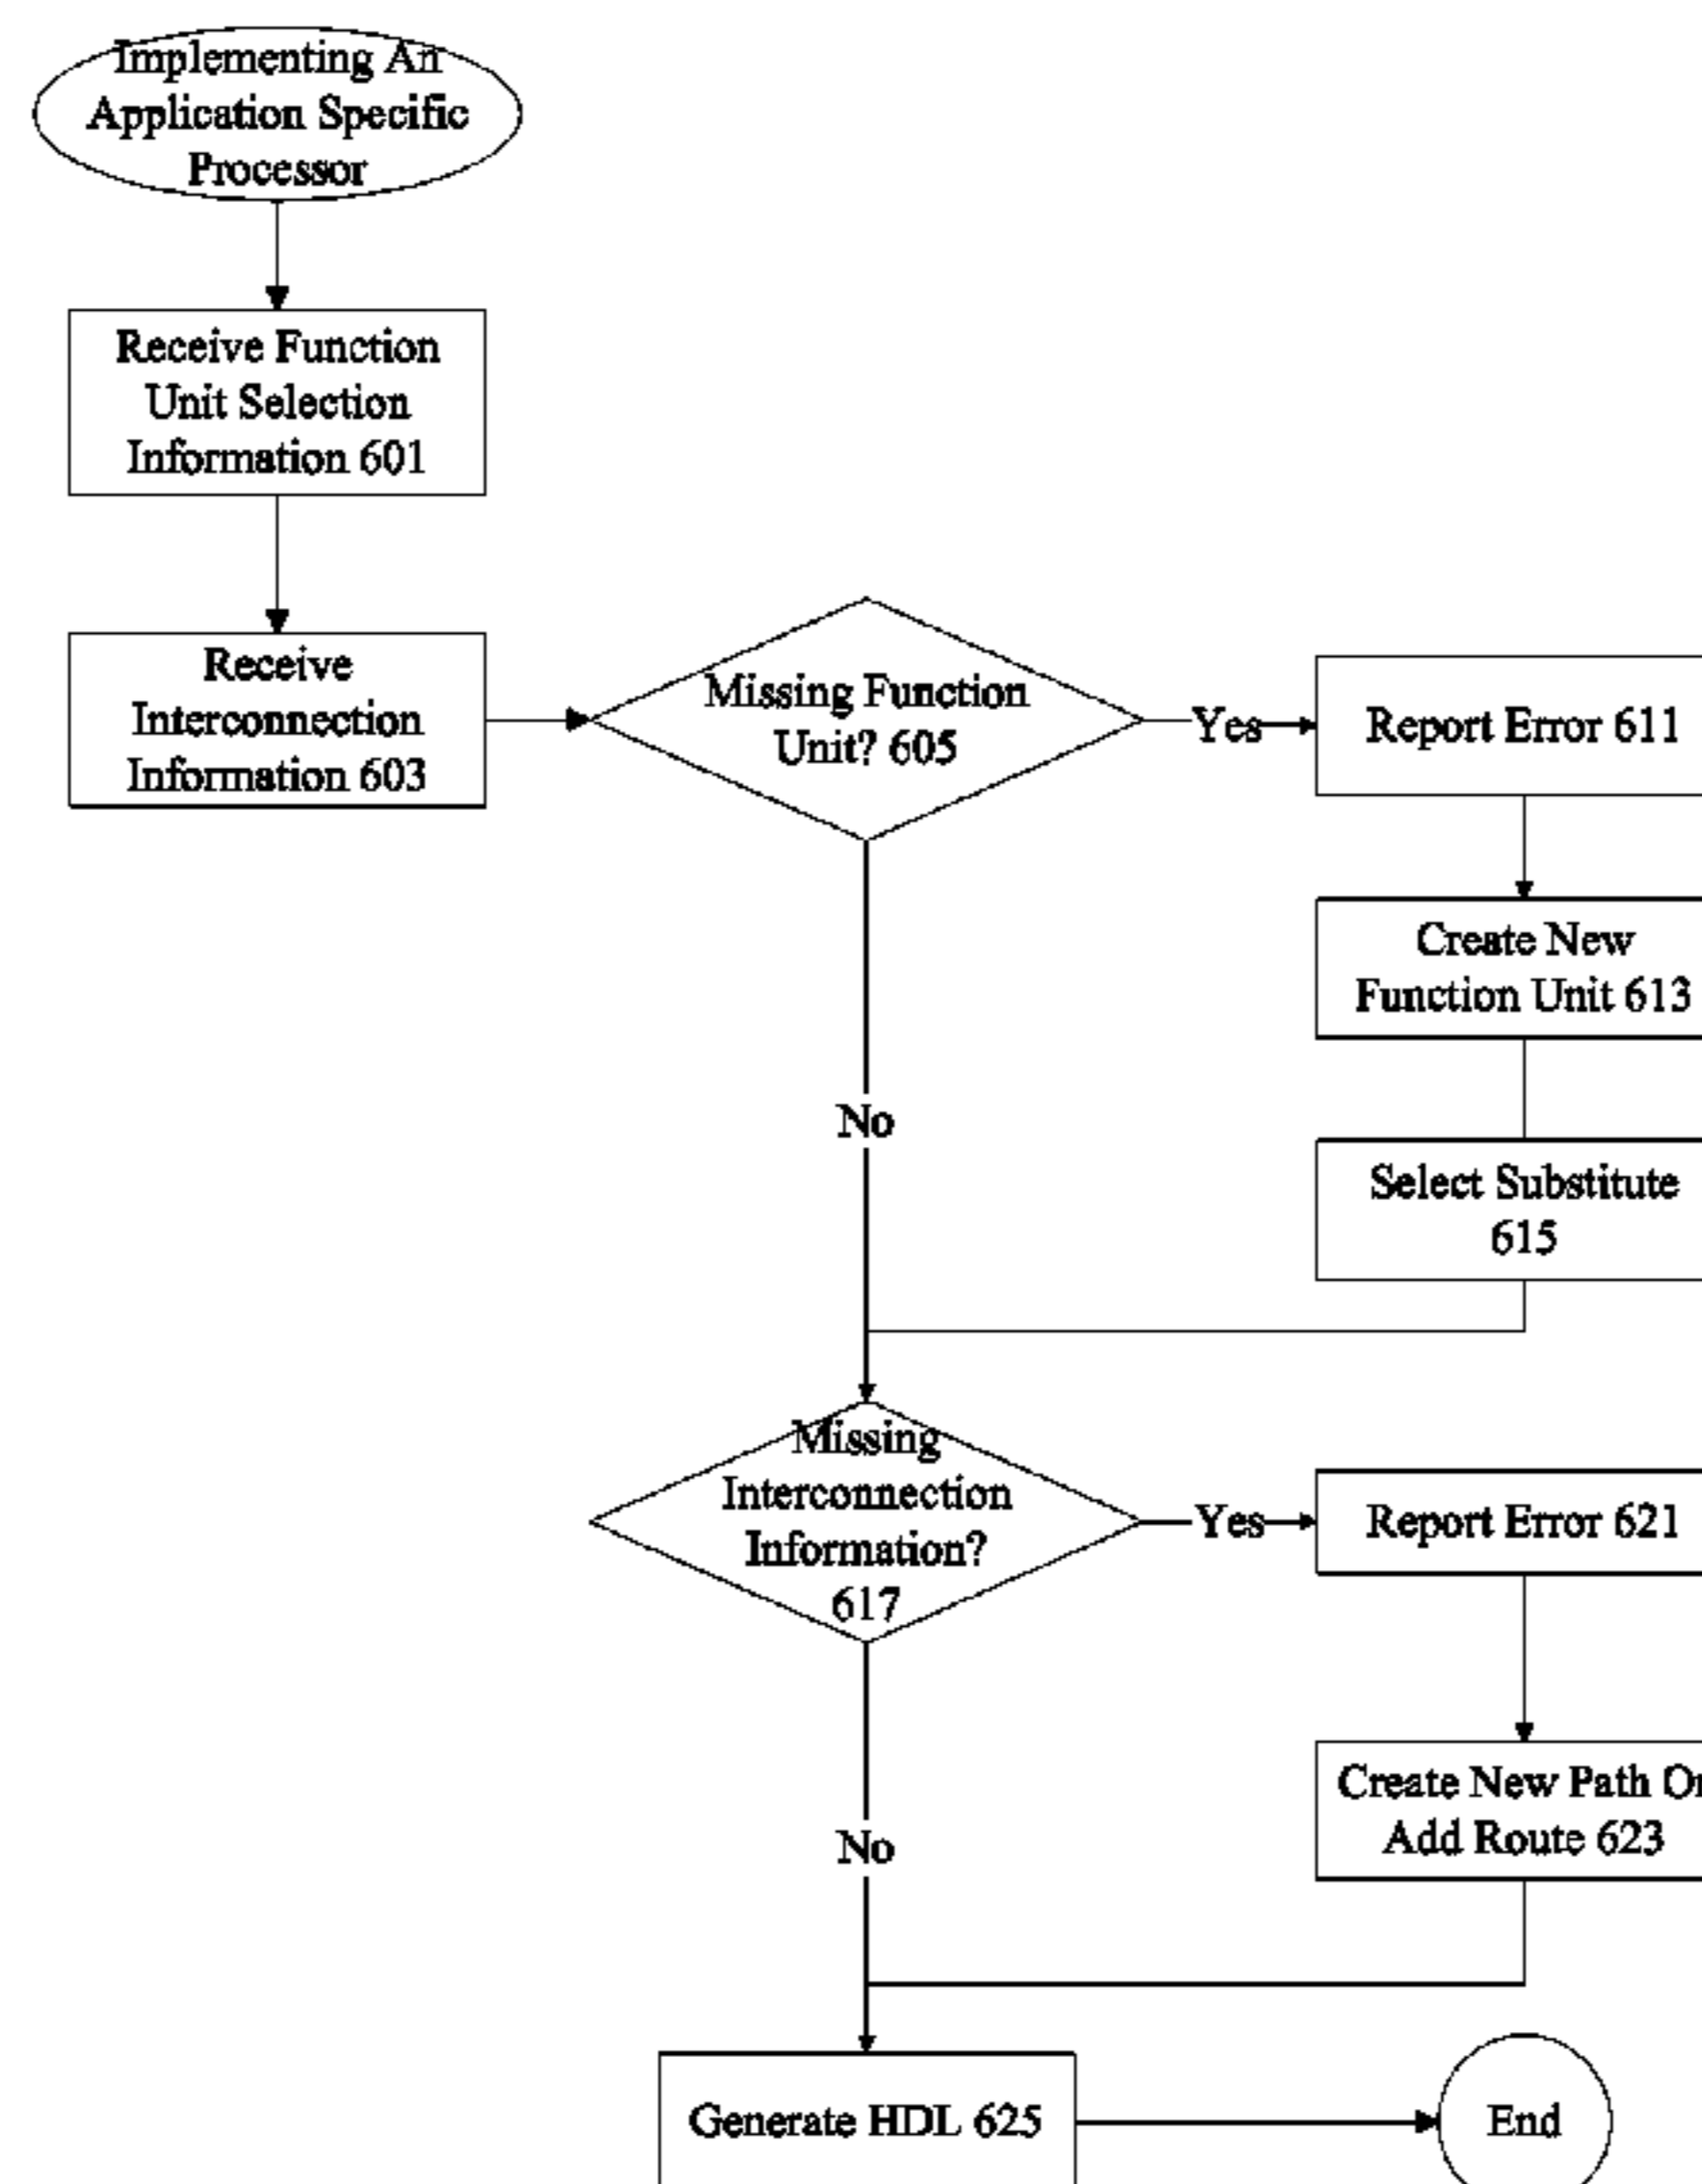 Implementing An
Application Specific
Processor
Receive Function
Unit Selection
Information 601
Receive
Interconnection
Information 603
Missing Function
Unit? 605
Yes
Report Error 611
Create New
Function Unit 613
No
Select Substitute
615
Missing
Interconnection
Information?
617
Yes
Report Error 621
Create New Path Or
Add Route 623
No
Generate HDL 625
End